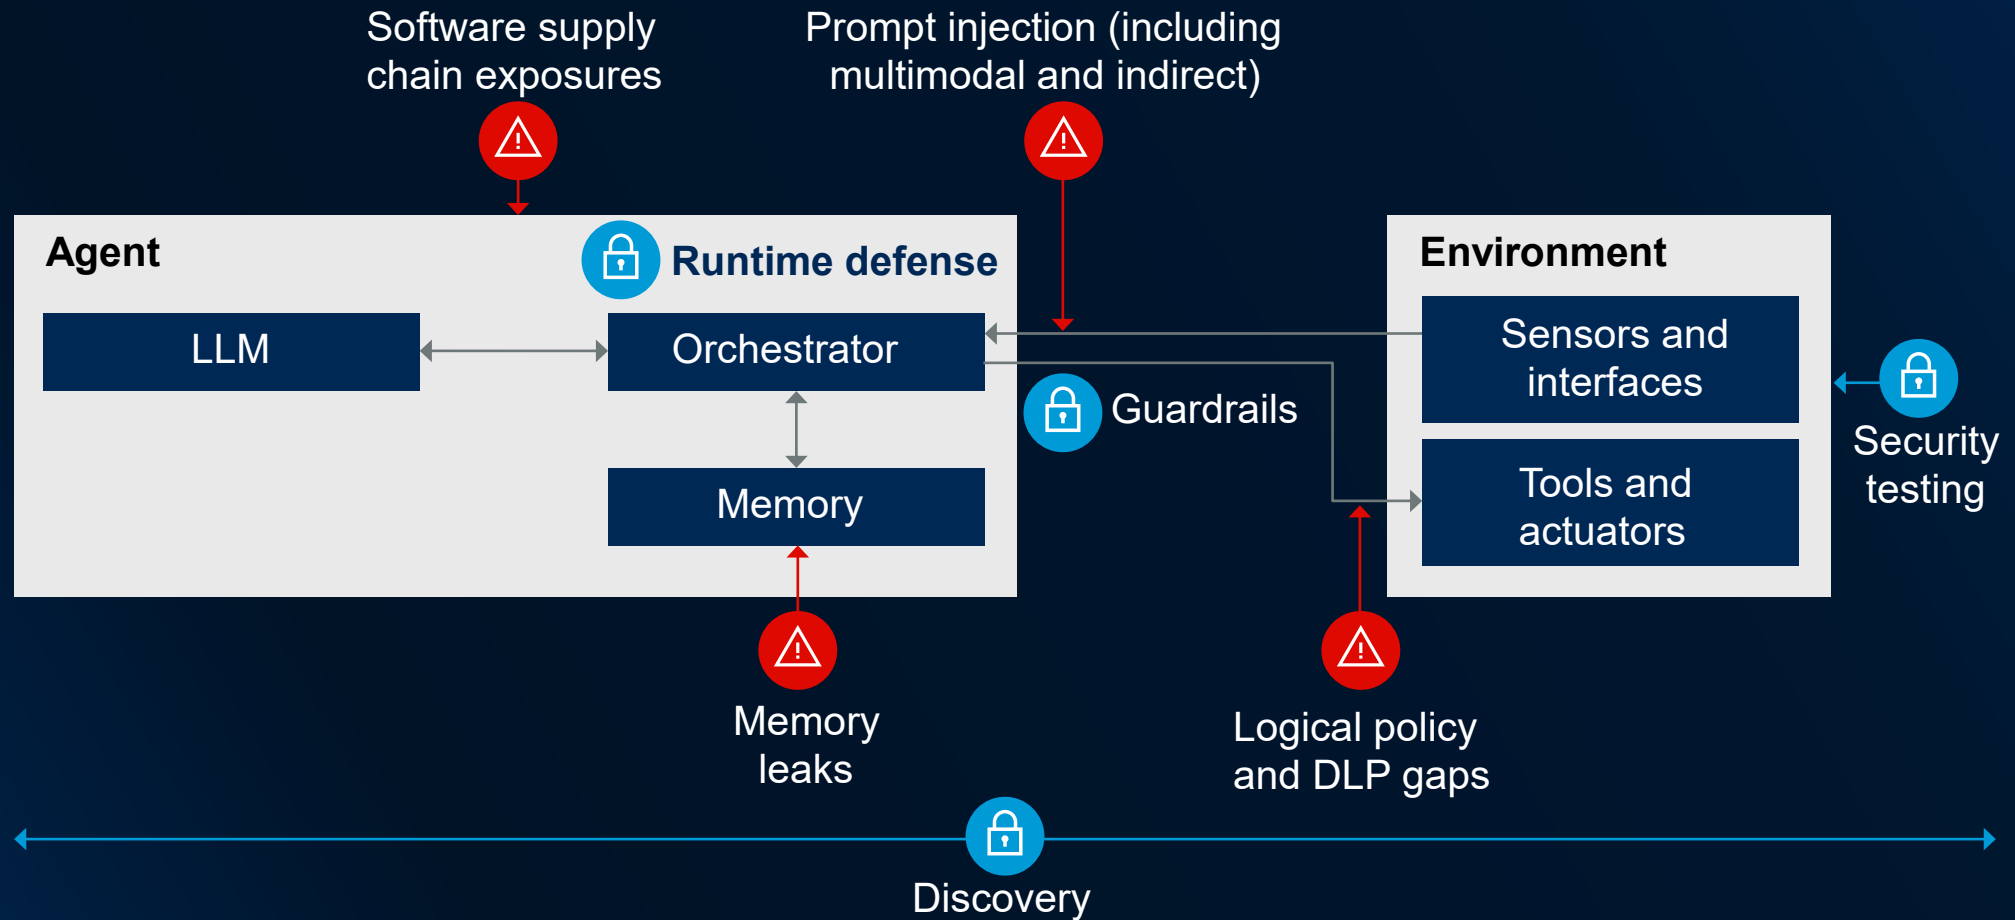 Software supply
chain exposures
Prompt injection (including
multimodal and indirect)
Agent
Runtime defense
LLM
Orchestrator
Memory
Guardrails
Environment
Sensors and
interfaces
Tools and
actuators
Security
testing
Memory
leaks
Logical policy
and DLP gaps
Discovery